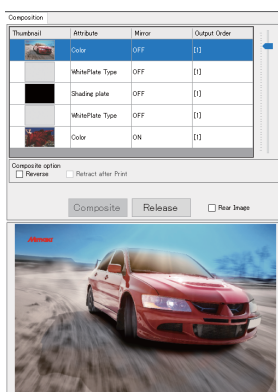 Composition
Thumbnail Attribute Mirror Output Order
Color OFF [1]
WhitePlate Type OFF [1]
Shading plate OFF [1]
WhitePlate Type OFF [1]
Color ON [1]
Composite option
Reverse Retract after Print
Composite Release Rear Image